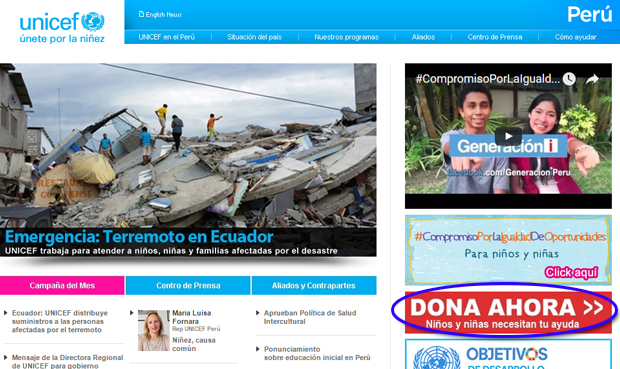 unicef
únete por la niñez
English News
Perú
UNICEF en el Perú
Situación del país
Nuestros programas
Aliados
Centro de Prensa
Cómo ayudar
Emergencia: Terremoto en Ecuador
UNICEF trabaja para atender a niños, niñas y familias afectadas por el desastre
#CompromisoPorLaIguald...
Generación i
facebook.com/Generacion Peru
#CompromisoPorLaIgualdadDeOportunidades
Para niños y niñas
Click aquí
DONA AHORA >>
Niños y niñas necesitan tu ayuda
OBJETIVOS
DE DESARROLLO
Campaña del Mes
Centro de Prensa
Aliados y Contrapartes
Ecuador: UNICEF distribuye
suministros a las personas
afectadas por el terremoto
Mensaje de la Directora Regional
de UNICEF para gobierno
Maria Luisa
Fornara
Rep UNICEF Perú
Niñez, causa
común
Aprueban Política de Salud
Intercultural
Ponunciamiento
sobre educación inicial en Perú